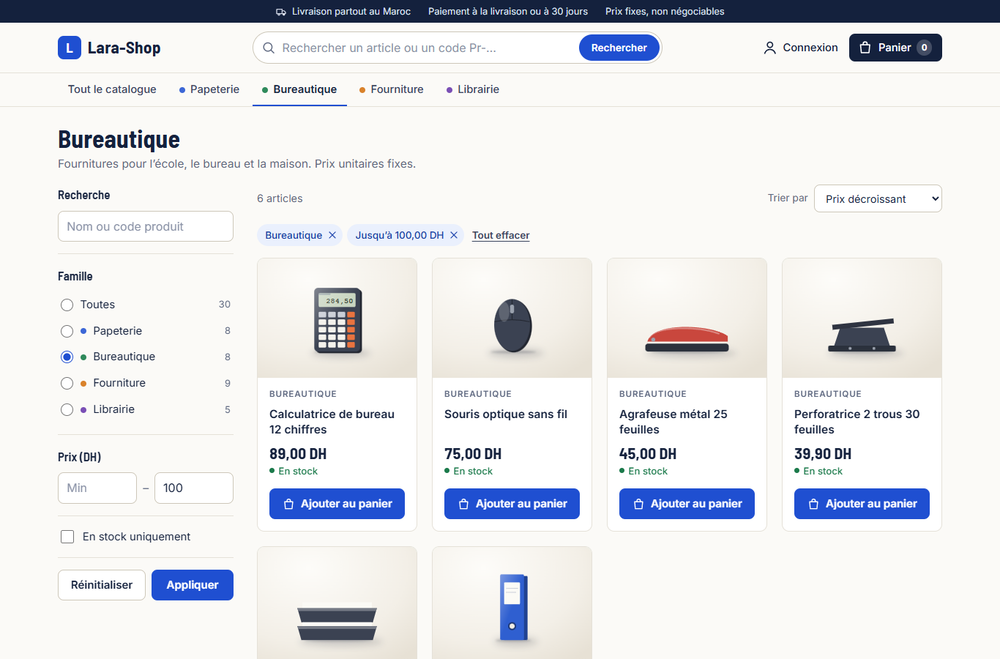 Livraison partout au Maroc
Paiement à la livraison ou à 30 jours
Prix fixes, non négociables
L Lara-Shop
Rechercher un article ou un code Pr-...
Rechercher
Connexion
Panier 0
Tout le catalogue
Papeterie
Bureautique
Fourniture
Librairie
Bureautique
Fournitures pour l'école, le bureau et la maison. Prix unitaires fixes.
Recherche
Nom ou code produit
Famille
Toutes 30
Papeterie 8
Bureautique 8
Fourniture 9
Librairie 5
Prix (DH)
Min – 100
En stock uniquement
Réinitialiser
Appliquer
6 articles
Trier par Prix décroissant
Bureautique ×
Jusqu'à 100,00 DH ×
Tout effacer
264,50
BUREAUTIQUE
Calculatrice de bureau
12 chiffres
89,00 DH
En stock
Ajouter au panier
BUREAUTIQUE
Souris optique sans fil
75,00 DH
En stock
Ajouter au panier
BUREAUTIQUE
Agrafeuse métal 25
feuilles
45,00 DH
En stock
Ajouter au panier
BUREAUTIQUE
Perforatrice 2 trous 30
feuilles
39,90 DH
En stock
Ajouter au panier